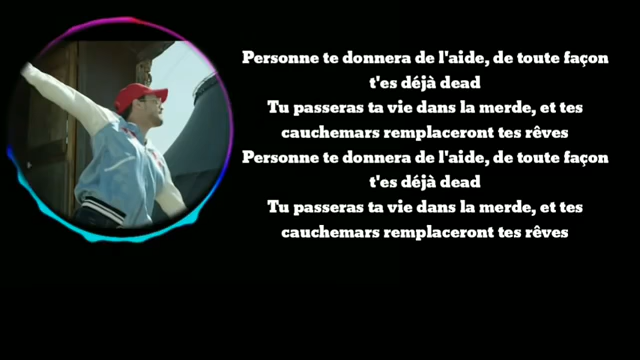 Personne te donnera de l'aide, de toute façon
t'es déjà dead
Tu passeras ta vie dans la merde, et tes
cauchemars remplaceront tes rêves
Personne te donnera de l'aide, de toute façon
t'es déjà dead
Tu passeras ta vie dans la merde, et tes
cauchemars remplaceront tes rêves